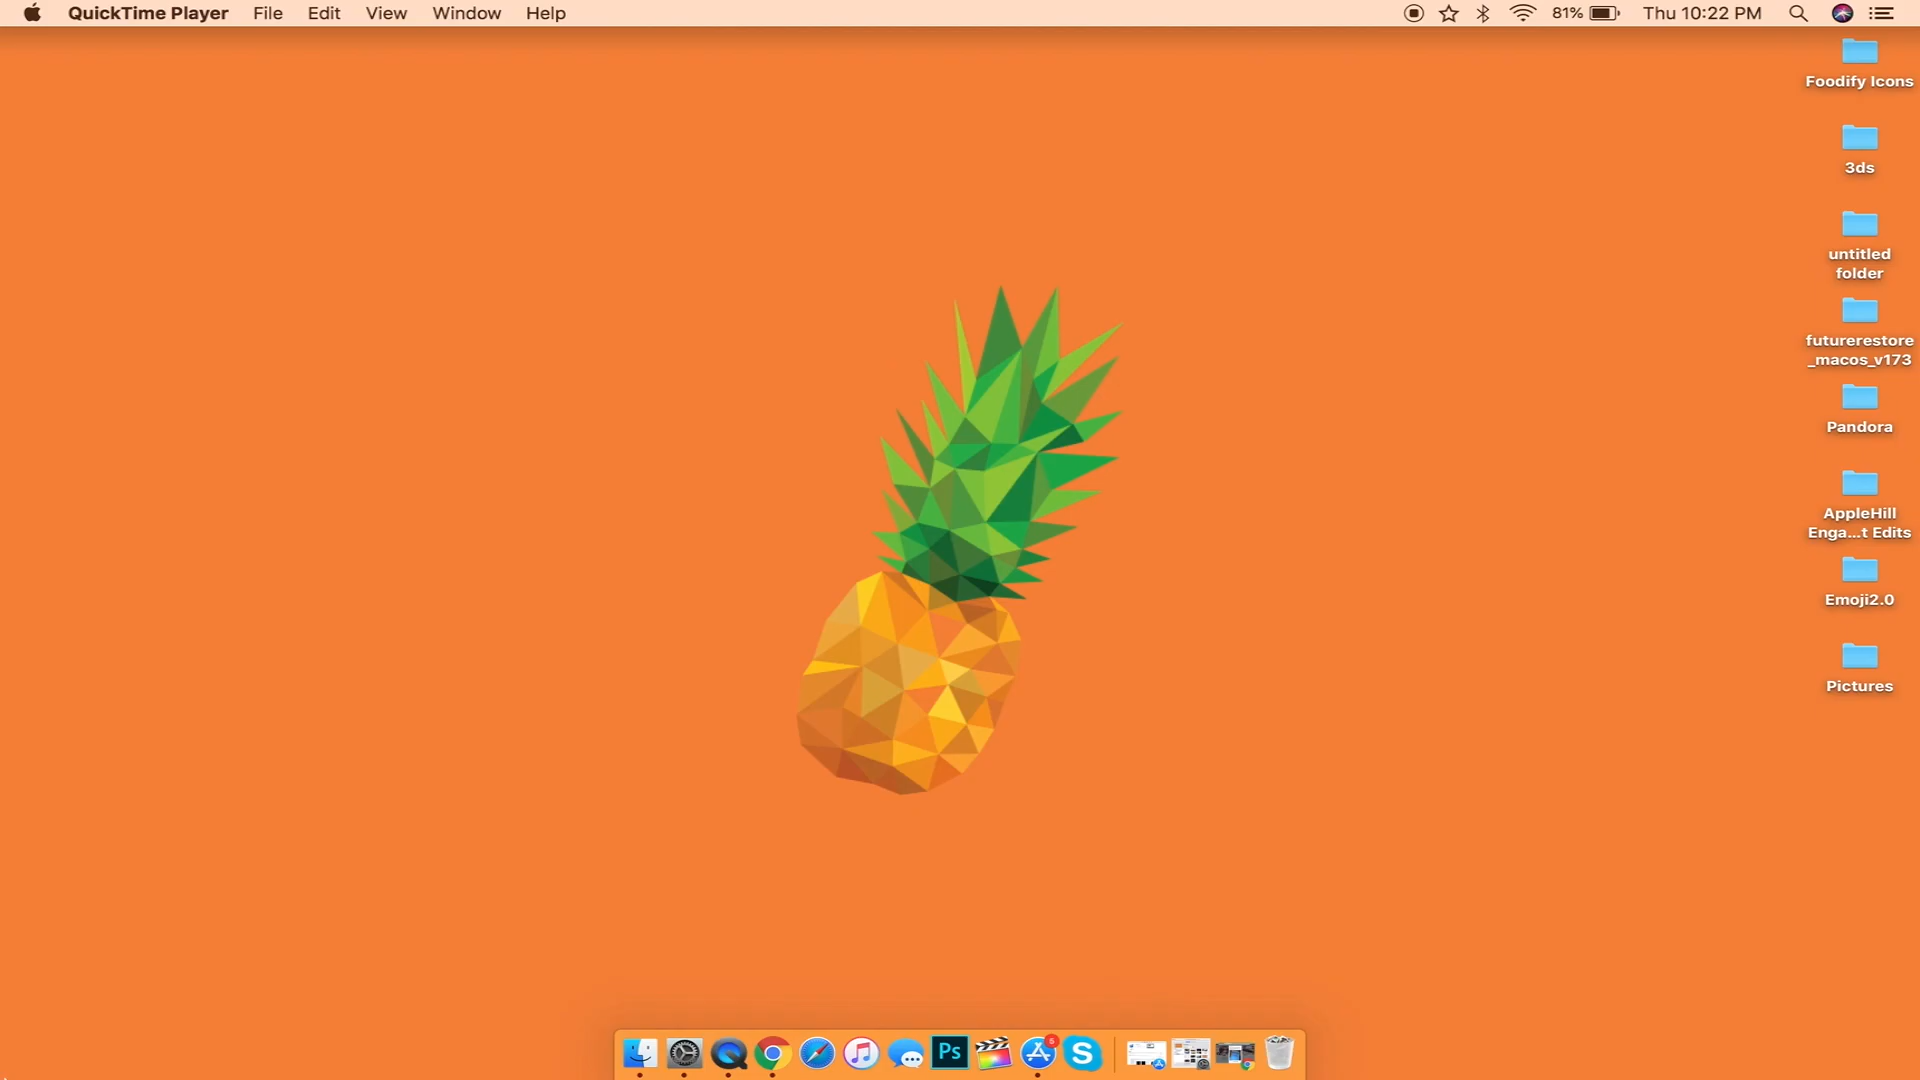 QuickTime Player File Edit View Window Help 81% Thu 10:22 PM
Foodify Icons
3ds
untitled
folder
futurerestore
_macos_v173
Pandora
AppleHill
Enga...t Edits
Emoji2.0
Pictures
Ps
S